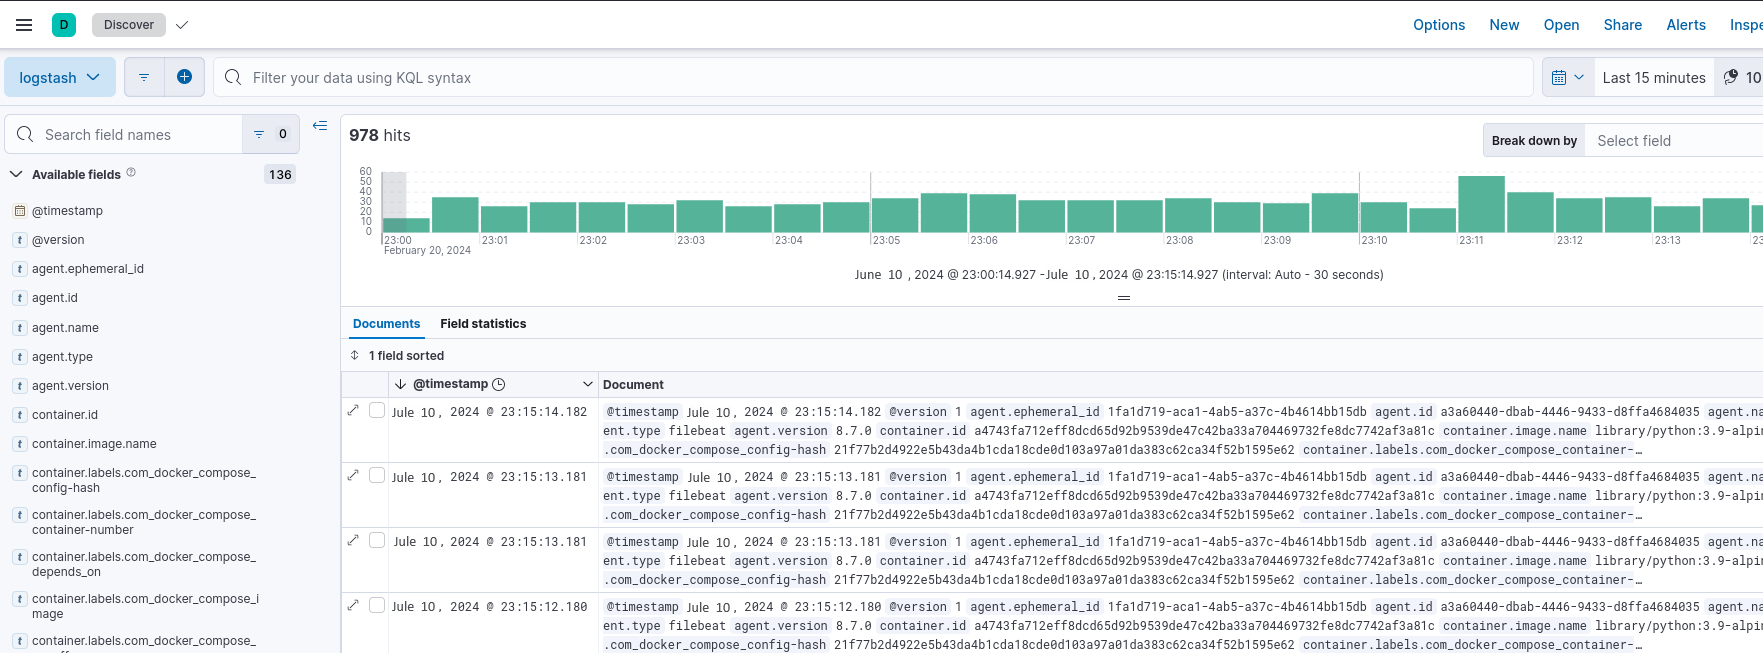 D Discover Options New Open Share Alerts Inspe
logstash Filter your data using KQL syntax Last 15 minutes 10
Search field names 0
978 hits
Break down by Select field
Available fields 136
60
50
40
30
20
10
0
23:00 23:01 23:02 23:03 23:04 23:05 23:06 23:07 23:08 23:09 23:10 23:11 23:12 23:13 23
February 20, 2024
June 10 , 2024 @ 23:00:14.927 -Jule 10 , 2024 @ 23:15:14.927 (interval: Auto - 30 seconds)
@timestamp
@version
agent.ephemeral_id
agent.id
agent.name
agent.type
agent.version
container.id
container.image.name
container.labels.com_docker_compose_
config-hash
container.labels.com_docker_compose_
container-number
container.labels.com_docker_compose_
depends_on
container.labels.com_docker_compose_i
mage
container.labels.com_docker_compose_
Documents Field statistics
1 field sorted
@timestamp Document
Jule 10, 2024 @ 23:15:14.182 @timestamp Jule 10, 2024 @ 23:15:14.182 @version 1 agent.ephemeral_id 1fa1d719-aca1-4ab5-a37c-4b4614bb15db agent.id a3a60440-dbab-4446-9433-d8ffa4684035 agent.na
ent.type filebeat agent.version 8.7.0 container.id a4743fa712eff8dcd65d92b9539de47c42ba33a704469732fe8dc7742af3a81c container.image.name library/python:3.9-alpin
.com_docker_compose_config-hash 21f77b2d4922e5b43da4b1cda18cde0d103a97a01da383c62ca34f52b1595e62 container.labels.com_docker_compose_container-…
Jule 10, 2024 @ 23:15:13.181 @timestamp Jule 10, 2024 @ 23:15:13.181 @version 1 agent.ephemeral_id 1fa1d719-aca1-4ab5-a37c-4b4614bb15db agent.id a3a60440-dbab-4446-9433-d8ffa4684035 agent.na
ent.type filebeat agent.version 8.7.0 container.id a4743fa712eff8dcd65d92b9539de47c42ba33a704469732fe8dc7742af3a81c container.image.name library/python:3.9-alpin
.com_docker_compose_config-hash 21f77b2d4922e5b43da4b1cda18cde0d103a97a01da383c62ca34f52b1595e62 container.labels.com_docker_compose_container-…
Jule 10, 2024 @ 23:15:13.181 @timestamp Jule 10, 2024 @ 23:15:13.181 @version 1 agent.ephemeral_id 1fa1d719-aca1-4ab5-a37c-4b4614bb15db agent.id a3a60440-dbab-4446-9433-d8ffa4684035 agent.na
ent.type filebeat agent.version 8.7.0 container.id a4743fa712eff8dcd65d92b9539de47c42ba33a704469732fe8dc7742af3a81c container.image.name library/python:3.9-alpin
.com_docker_compose_config-hash 21f77b2d4922e5b43da4b1cda18cde0d103a97a01da383c62ca34f52b1595e62 container.labels.com_docker_compose_container-…
Jule 10, 2024 @ 23:15:12.180 @timestamp Jule 10, 2024 @ 23:15:12.180 @version 1 agent.ephemeral_id 1fa1d719-aca1-4ab5-a37c-4b4614bb15db agent.id a3a60440-dbab-4446-9433-d8ffa4684035 agent.na
ent.type filebeat agent.version 8.7.0 container.id a4743fa712eff8dcd65d92b9539de47c42ba33a704469732fe8dc7742af3a81c container.image.name library/python:3.9-alpin
.com_docker_compose_config-hash 21f77b2d4922e5b43da4b1cda18cde0d103a97a01da383c62ca34f52b1595e62 container.labels.com_docker_compose_container-…